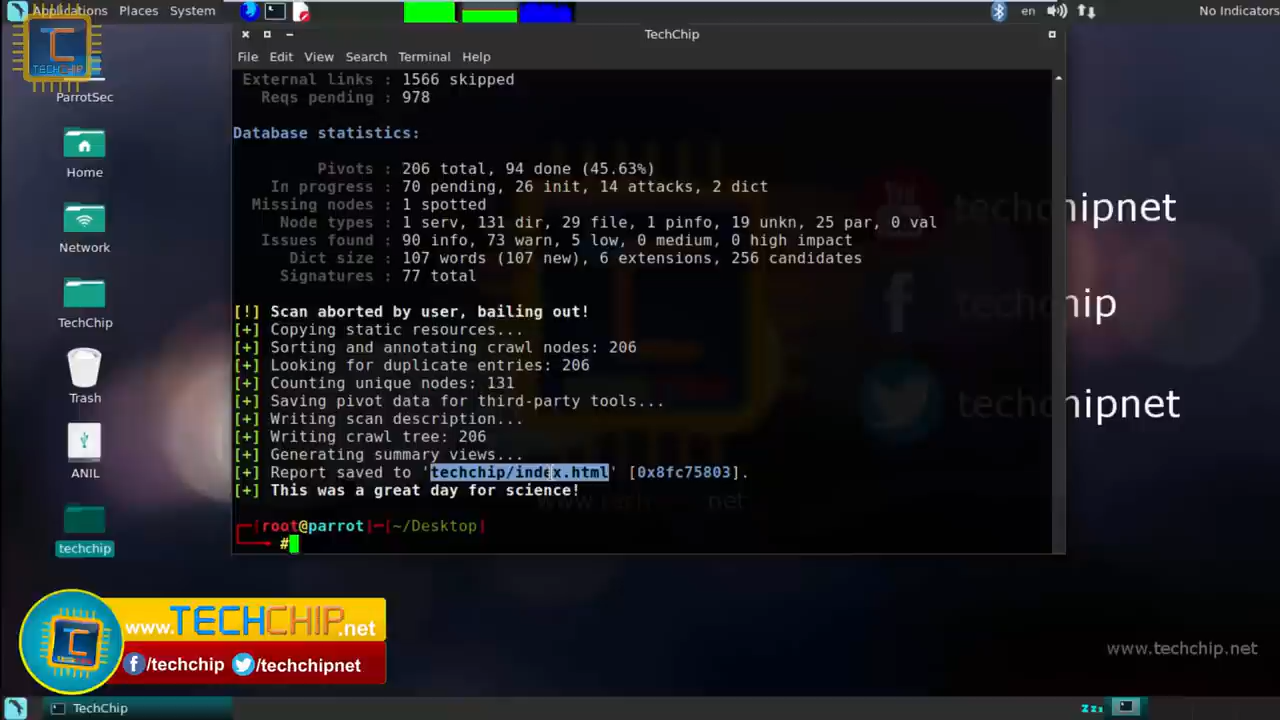 Applications Places System
en
No Indicators
TECHCHIP
TechChip
File Edit View Search Terminal Help
ParrotSec
Home
Network
TechChip
Trash
ANIL
techchip
External links : 1566 skipped
Reqs pending : 978
Database statistics:
Pivots : 206 total, 94 done (45.63%)
In progress : 70 pending, 26 init, 14 attacks, 2 dict
Missing nodes : 1 spotted
Node types : 1 serv, 131 dir, 29 file, 1 pinfo, 19 unkn, 25 par, 0 val
Issues found : 90 info, 73 warn, 5 low, 0 medium, 0 high impact
Dict size : 107 words (107 new), 6 extensions, 256 candidates
Signatures : 77 total
[!] Scan aborted by user, bailing out!
[+] Copying static resources...
[+] Sorting and annotating crawl nodes: 206
[+] Looking for duplicate entries: 206
[+] Counting unique nodes: 131
[+] Saving pivot data for third-party tools...
[+] Writing scan description...
[+] Writing crawl tree: 206
[+] Generating summary views...
[+] Report saved to 'techchip/index.html' [0x8fc75803].
[+] This was a great day for science!
root@parrot|─|~/Desktop|
#
techchipnet
techchip
techchipnet
www.TECHCHIP.net
/techchip /techchipnet
www.techchip.net
TechChip